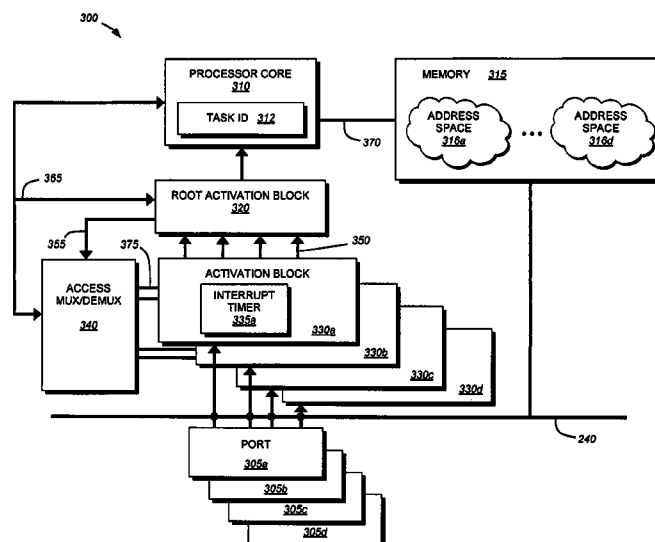 300
PROCESSOR CORE
310
TASK ID 312
MEMORY 315
ADDRESS
SPACE
316a
...
ADDRESS
SPACE
316d
370
365
ROOT ACTIVATION BLOCK
320
355
375
350
ACCESS
MUX/DEMUX
340
ACTIVATION BLOCK
INTERRUPT
TIMER
335a
330a
330b
330c
330d
240
PORT
305a
305b
305c
305d